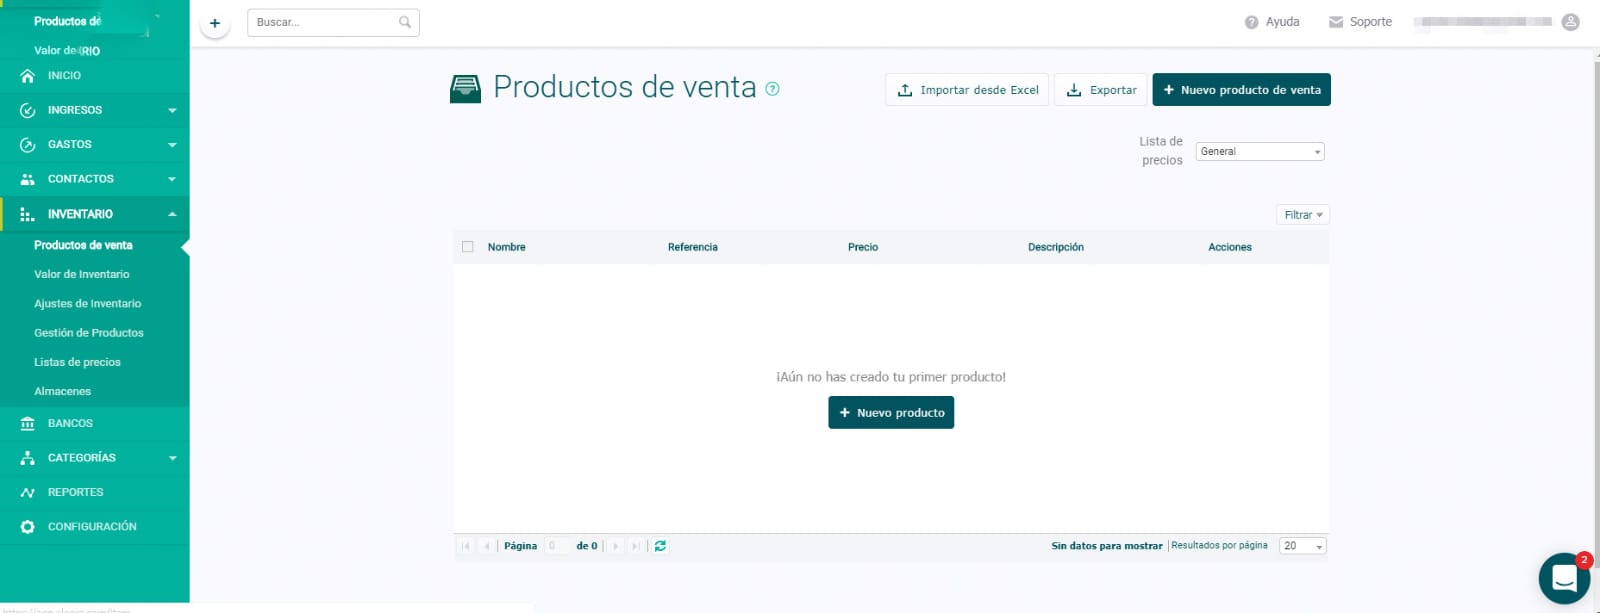 Productos de
Valor de RIO
INICIO
INGRESOS
GASTOS
CONTACTOS
INVENTARIO
Productos de venta
Valor de Inventario
Ajustes de Inventario
Gestión de Productos
Listas de precios
Almacenes
BANCOS
CATEGORÍAS
REPORTES
CONFIGURACIÓN
+ Buscar... Ayuda Soporte
Productos de venta
Importar desde Excel Exportar + Nuevo producto de venta
Lista de
precios General
Filtrar
Nombre Referencia Precio Descripción Acciones
¡Aún no has creado tu primer producto!
+ Nuevo producto
Página 0 de 0 Sin datos para mostrar Resultados por página 20
2